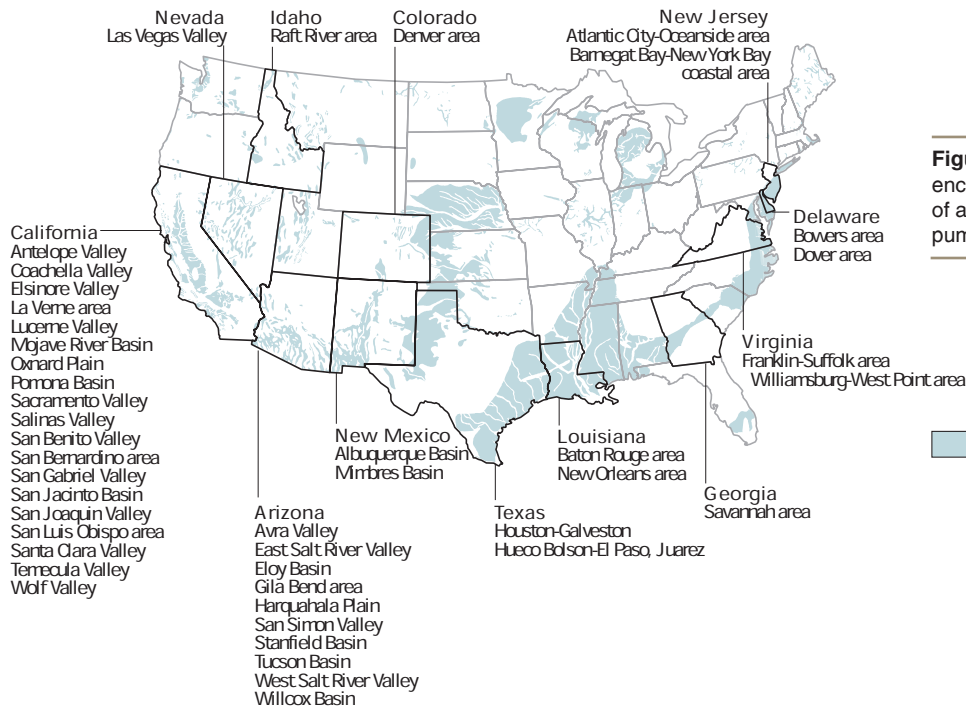 Nevada
Las Vegas Valley
Idaho
Raft River area
Colorado
Denver area
New Jersey
Atlantic City-Oceanside area
Barnegat Bay-New York Bay
coastal area
Delaware
Bowers area
Dover area
Virginia
Franklin-Suffolk area
Williamsburg-West Point area
Georgia
Savannah area
Louisiana
Baton Rouge area
New Orleans area
Texas
Houston-Galveston
Hueco Bolson-El Paso, Juarez
New Mexico
Albuquerque Basin
Mimbres Basin
Arizona
Avra Valley
East Salt River Valley
Eloy Basin
Gila Bend area
Harquahala Plain
San Simon Valley
Stanfield Basin
Tucson Basin
West Salt River Valley
Willcox Basin
California
Antelope Valley
Coachella Valley
Elsinore Valley
La Verne area
Lucerne Valley
Mojave River Basin
Oxnard Plain
Pomona Basin
Sacramento Valley
Salinas Valley
San Benito Valley
San Bernardino area
San Gabriel Valley
San Jacinto Basin
San Joaquin Valley
San Luis Obispo area
Santa Clara Valley
Temecula Valley
Wolf Valley
Figu
enc
of a
pum